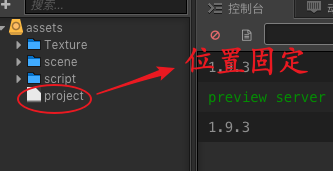 搜索...
控制台
assets
Texture
scene
script
project
位置固定
1.9.3
preview server
1.9.3